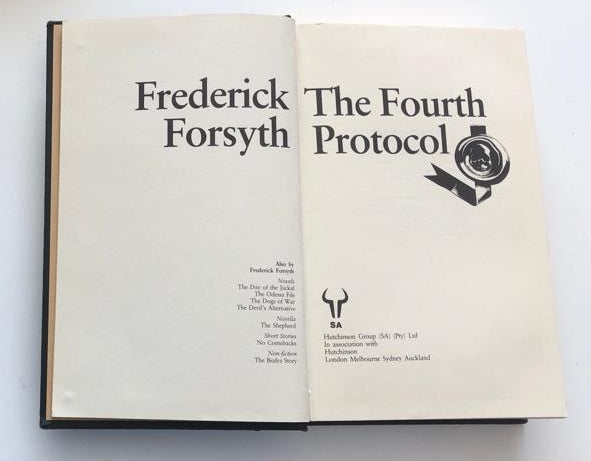 Frederick
Forsyth
Also by
Frederick Forsyth
Novels
The Day of the Jackal
The Odessa File
The Dogs of War
The Devil's Alternative
Novella
The Shepherd
Short Stories
No Comebacks
Non-fiction
The Biafra Story
The Fourth
Protocol
SA
Hutchinson Group (SA) (Pty) Ltd
In association with
Hutchinson
London Melbourne Sydney Auckland